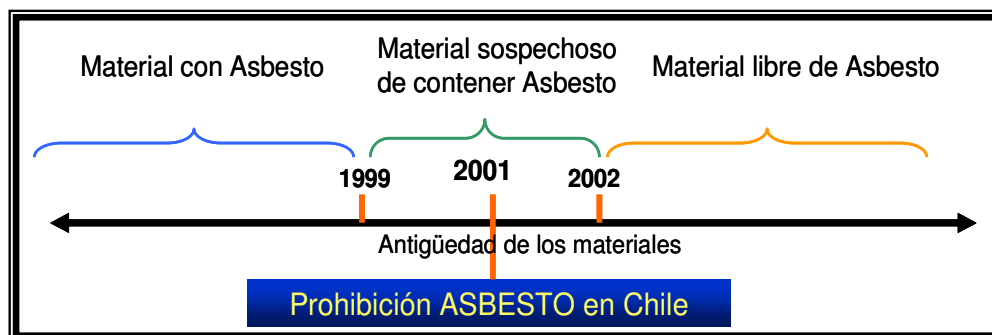 Material con Asbesto
Material sospechoso
de contener Asbesto
Material libre de Asbesto
1999
2001
2002
Antigüedad de los materiales
Prohibición ASBESTO en Chile